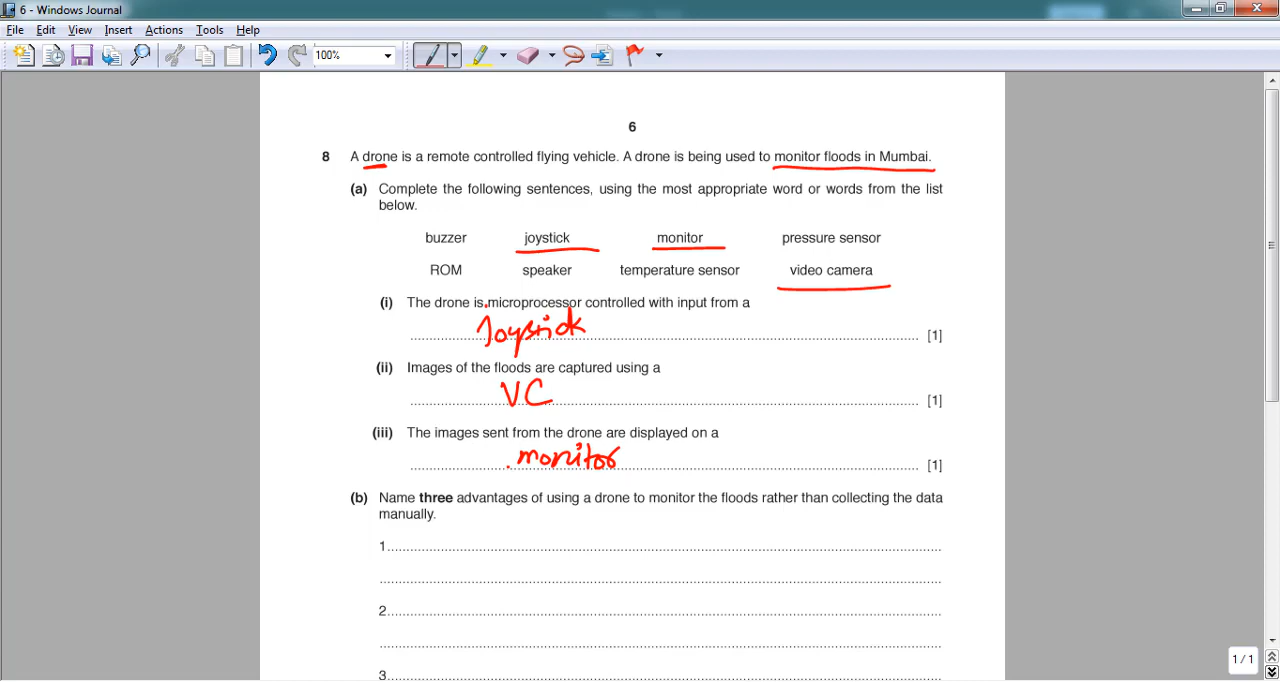 6 - Windows Journal
File Edit View Insert Actions Tools Help
100%
6
8 A drone is a remote controlled flying vehicle. A drone is being used to monitor floods in Mumbai.
(a) Complete the following sentences, using the most appropriate word or words from the list
below.
buzzer joystick monitor pressure sensor
ROM speaker temperature sensor video camera
(i) The drone is microprocessor controlled with input from a
Joystick
.......... [1]
(ii) Images of the floods are captured using a
VC
.......... [1]
(iii) The images sent from the drone are displayed on a
monitor
.......... [1]
(b) Name three advantages of using a drone to monitor the floods rather than collecting the data
manually.
1..........
..........
2..........
..........
3..........
1 / 1